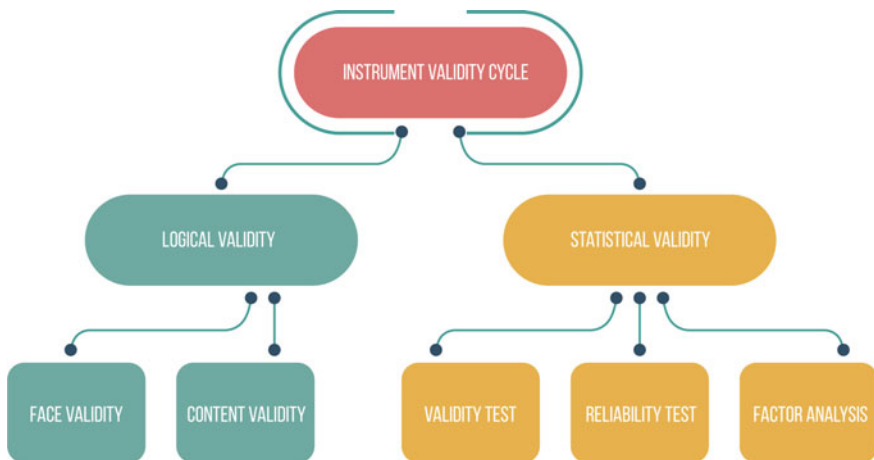 INSTRUMENT VALIDITY CYCLE
LOGICAL VALIDITY
STATISTICAL VALIDITY
FACE VALIDITY
CONTENT VALIDITY
VALIDITY TEST
RELIABILITY TEST
FACTOR ANALYSIS